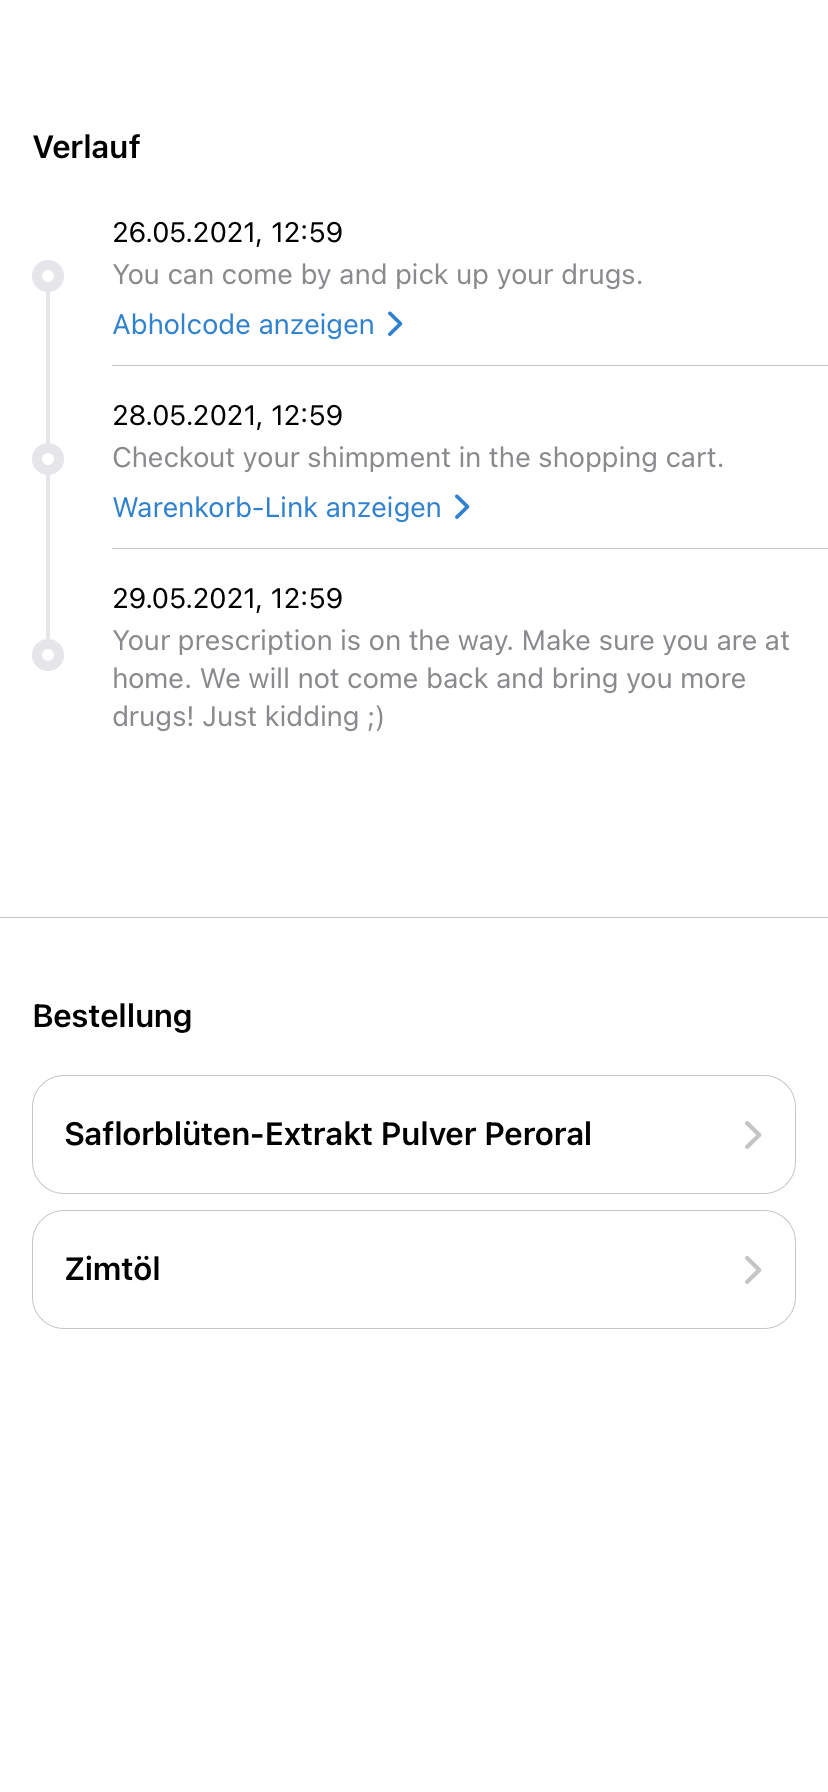 Verlauf
26.05.2021, 12:59
You can come by and pick up your drugs.
Abholcode anzeigen
28.05.2021, 12:59
Checkout your shimpment in the shopping cart.
Warenkorb-Link anzeigen
29.05.2021, 12:59
Your prescription is on the way. Make sure you are at
home. We will not come back and bring you more
drugs! Just kidding ;)
Bestellung
Saflorblüten-Extrakt Pulver Peroral
Zimtöl